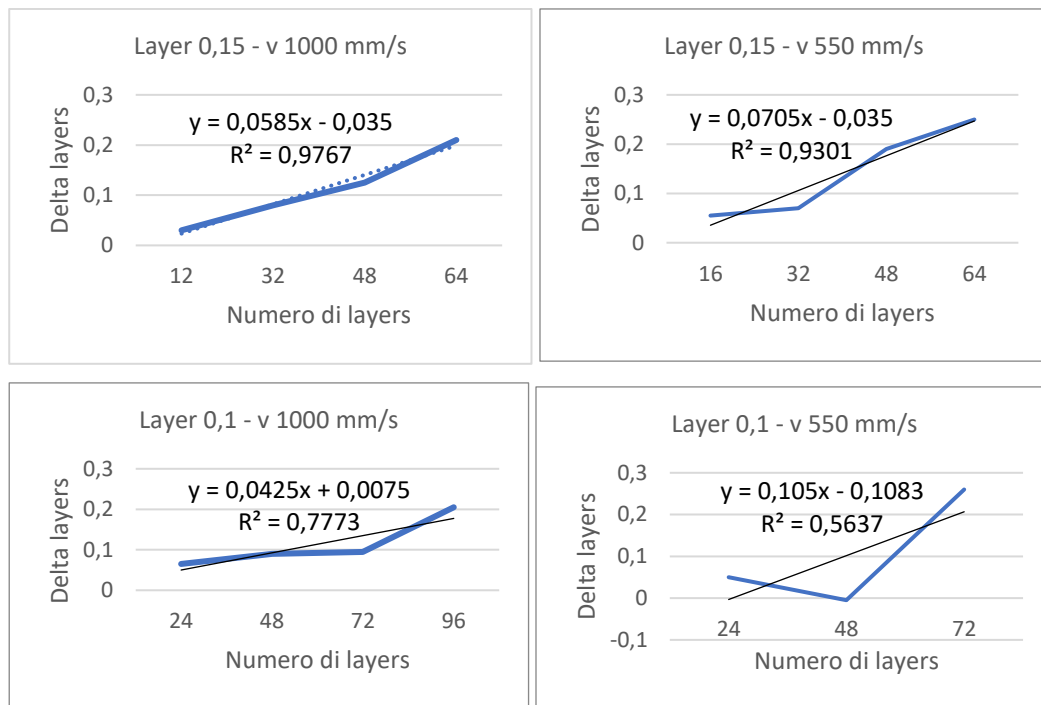 Layer 0,15 - v 1000 mm/s
Delta layers
0,3
0,2
0,1
0
y = 0,0585x - 0,035
R² = 0,9767
12 32 48 64
Numero di layers
Layer 0,15 - v 550 mm/s
Delta layers
0,3
0,2
0,1
0
y = 0,0705x - 0,035
R² = 0,9301
16 32 48 64
Numero di layers
Layer 0,1 - v 1000 mm/s
Delta layers
0,3
0,2
0,1
0
y = 0,0425x + 0,0075
R² = 0,7773
24 48 72 96
Numero di layers
Layer 0,1 - v 550 mm/s
Delta layers
0,3
0,2
0,1
0
-0,1
y = 0,105x - 0,1083
R² = 0,5637
24 48 72
Numero di layers